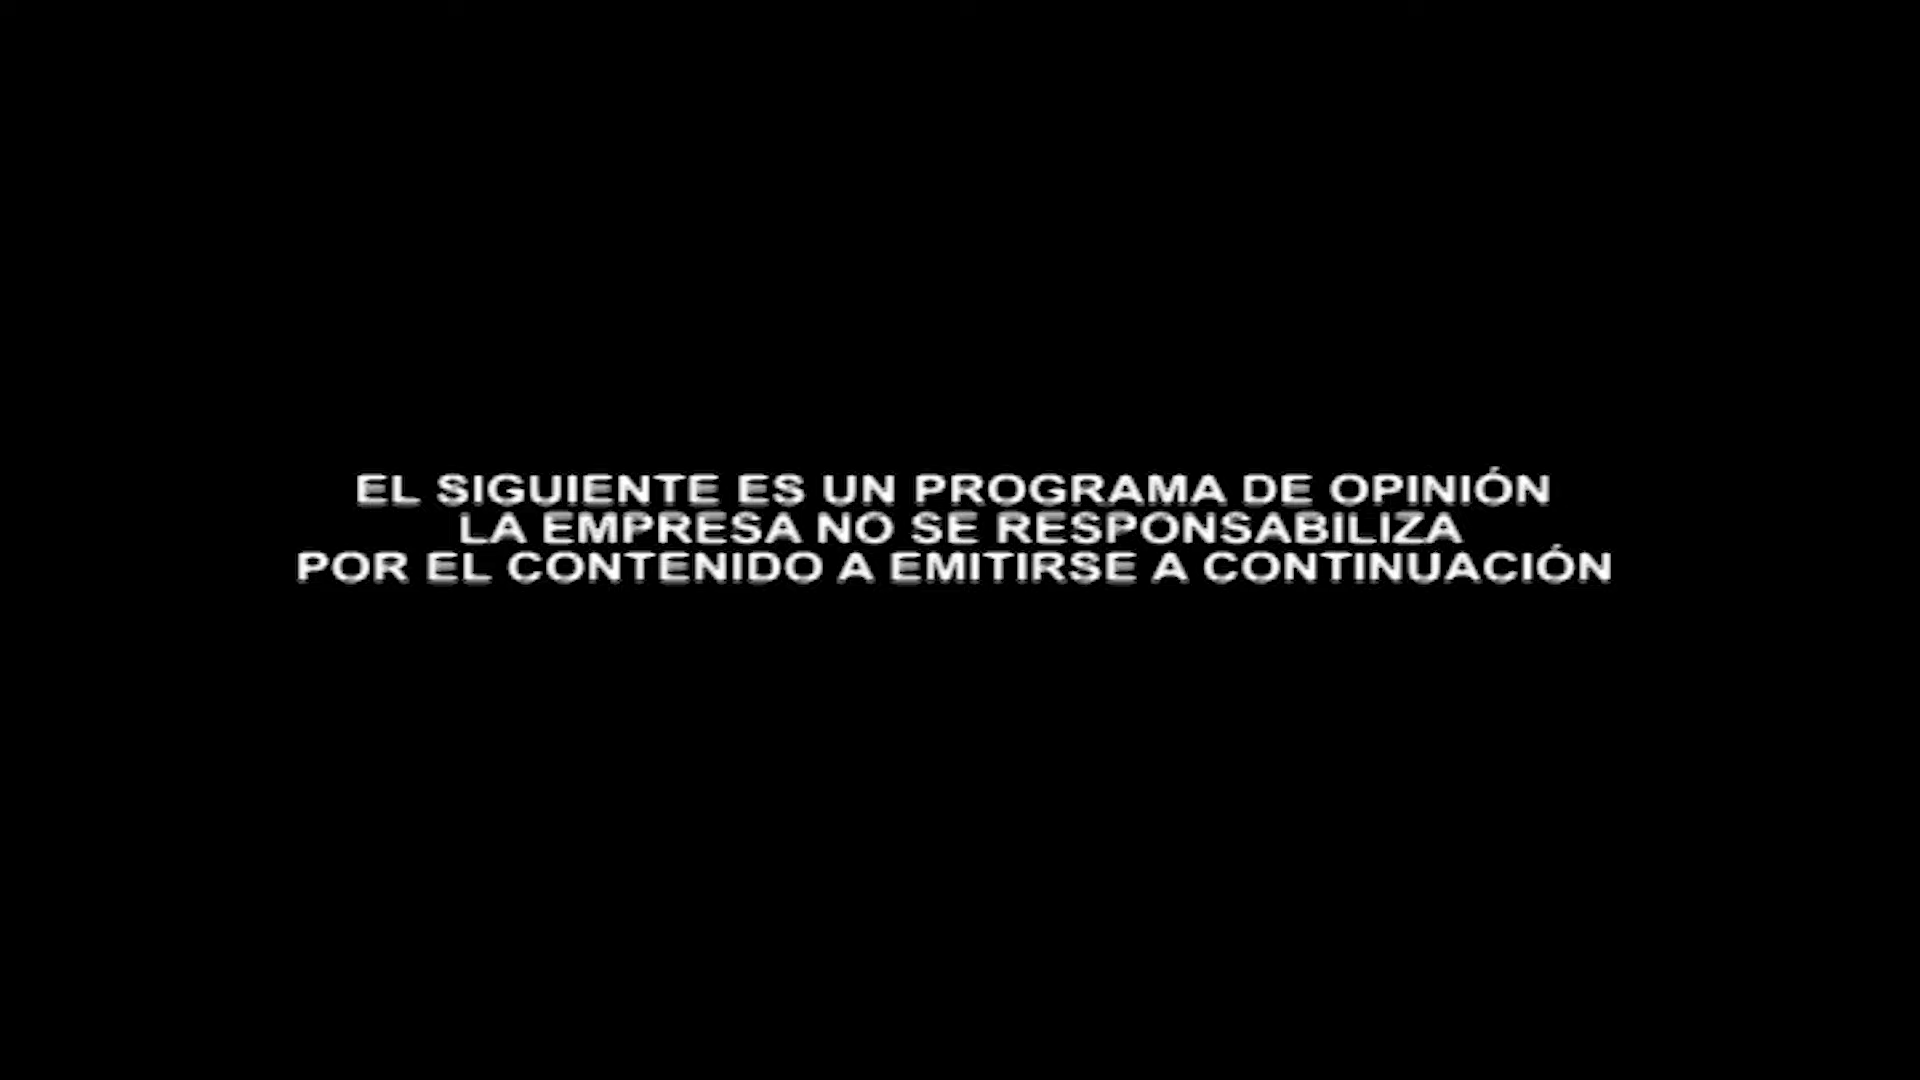 EL SIGUIENTE ES UN PROGRAMA DE OPINIÓN
LA EMPRESA NO SE RESPONSABILIZA
POR EL CONTENIDO A EMITIRSE A CONTINUACIÓN